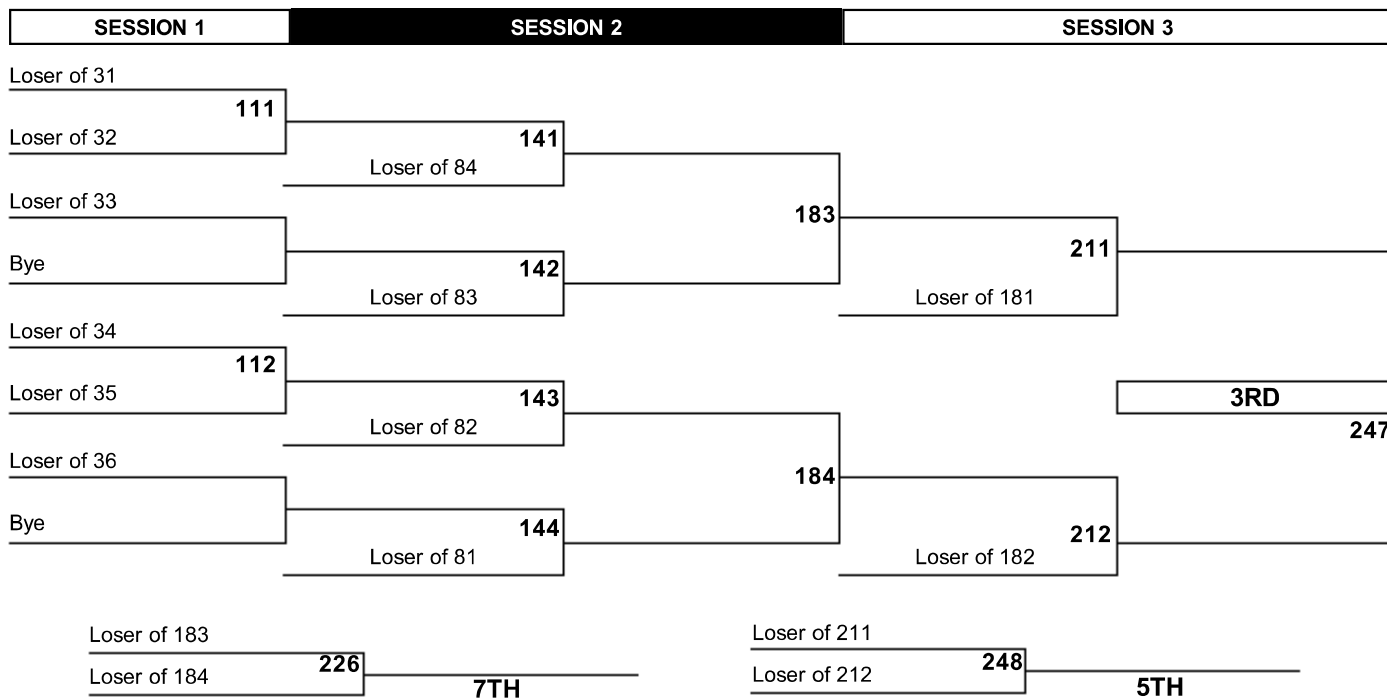 SESSION 1 SESSION 2 SESSION 3
Loser of 31
111
Loser of 32
141
Loser of 84
Loser of 33
183
Bye
142
211
Loser of 83
Loser of 181
Loser of 34
112
Loser of 35
143
3RD
Loser of 82
247
Loser of 36
184
Bye
144
212
Loser of 81
Loser of 182
Loser of 183
226
Loser of 184
7TH
Loser of 211
248
Loser of 212
5TH